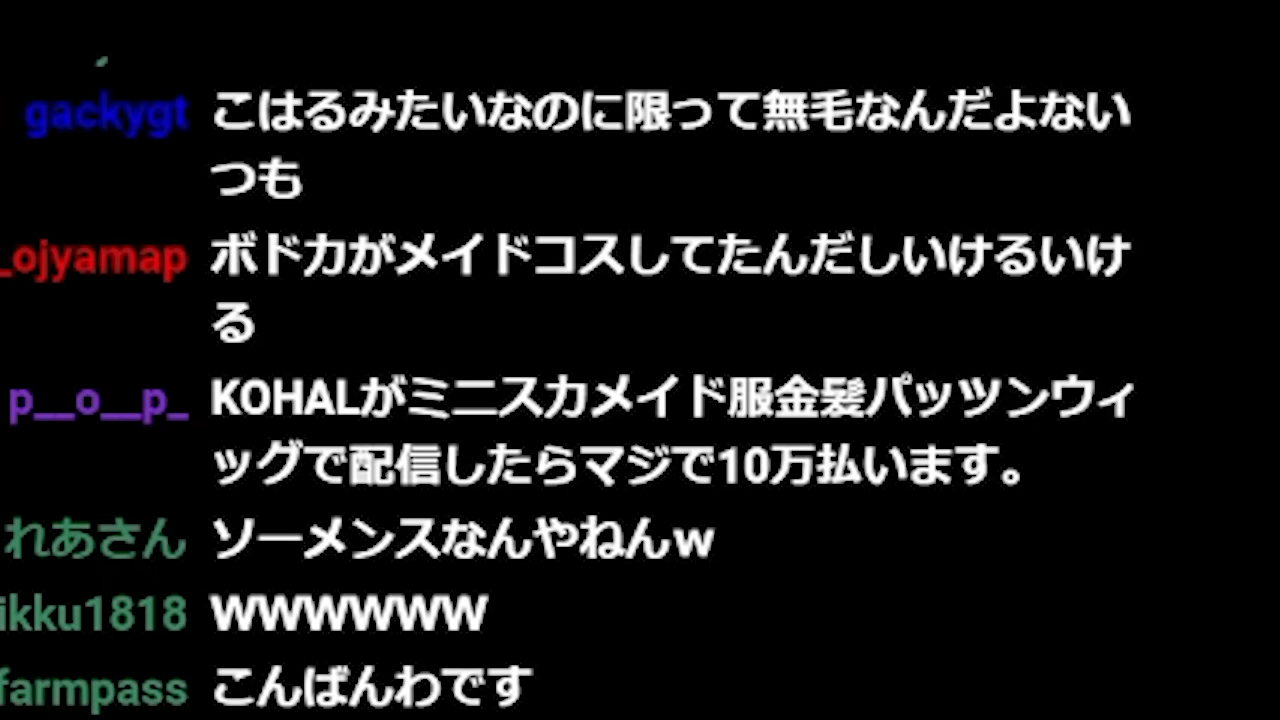 gackygt こはるみたいなのに限って無毛なんだよない
つも
_ojyamap ボドカがメイドコスしてたんだしいけるいけ
る
p__o__p_ KOHALがミニスカメイド服金髪パッツンウィ
ッグで配信したらマジで10万払います。
れあさん ソーメンスなんやねんw
ikku1818 WWWWWW
farmpass こんばんわです